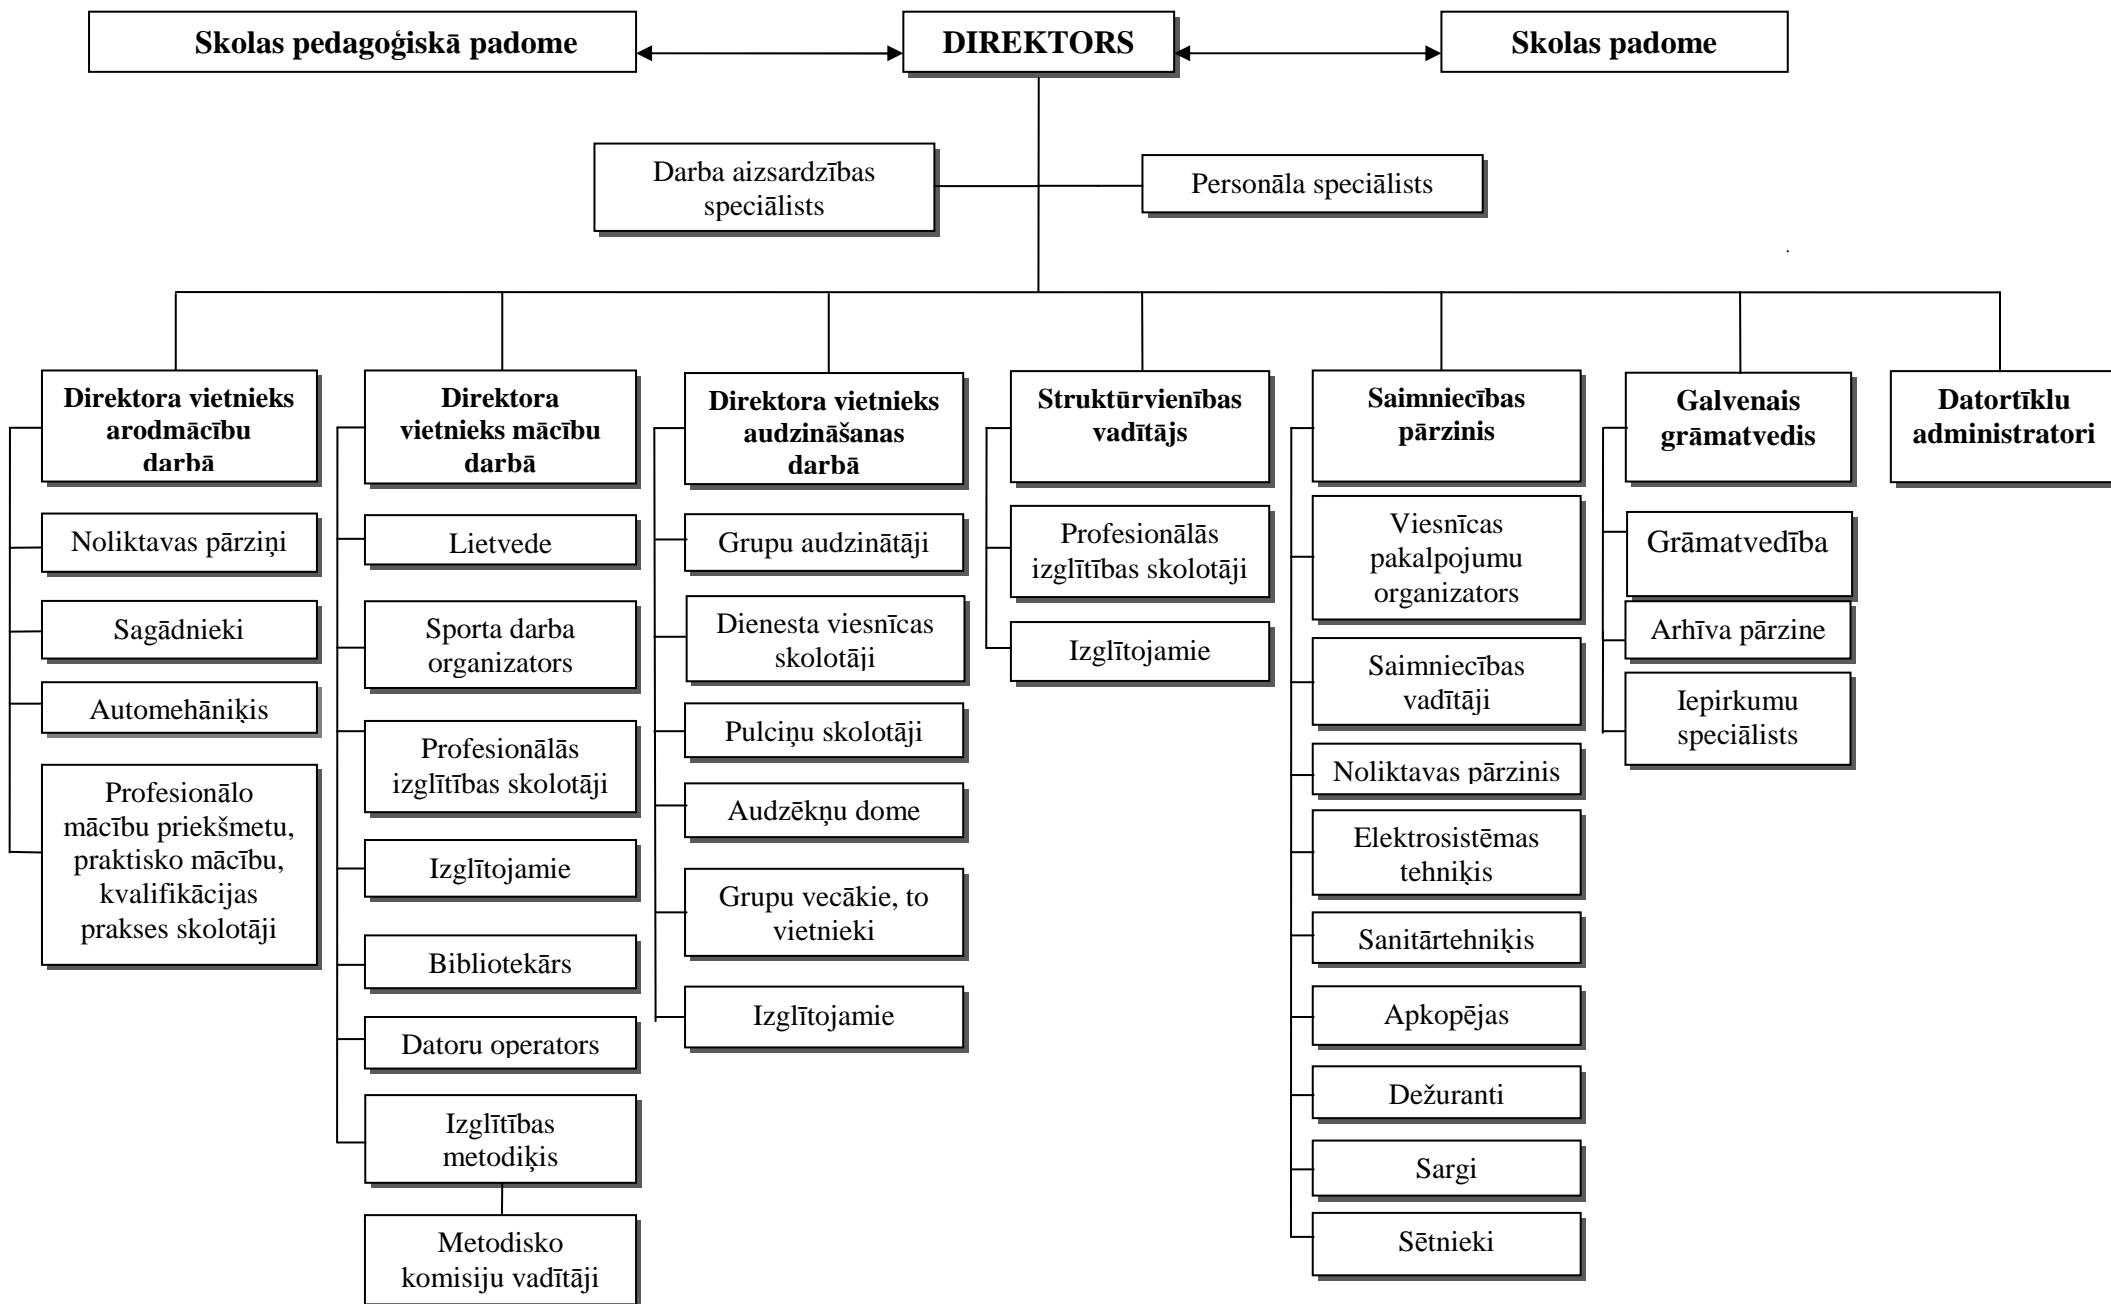 Skolas pedagoģiskā padome
DIREKTORS
Skolas padome
Darba aizsardzības
speciālists
Personāla speciālists
Direktora vietnieks
arodmācību
darbā
Noliktavas pārziņi
Sagādnieki
Automehāniķis
Profesionālo
mācību priekšmetu,
praktisko mācību,
kvalifikācijas
prakses skolotāji
Direktora
vietnieks mācību
darbā
Lietvede
Sporta darba
organizators
Profesionālās
izglītības skolotāji
Izglītojamie
Bibliotekārs
Datoru operators
Izglītības
metodiķis
Metodisko
komisiju vadītāji
Direktora vietnieks
audzināšanas
darbā
Grupu audzinātāji
Dienesta viesnīcas
skolotāji
Pulciņu skolotāji
Audzēkņu dome
Grupu vecākie, to
vietnieki
Izglītojamie
Struktūrvienības
vadītājs
Profesionālās
izglītības skolotāji
Izglītojamie
Saimniecības
pārzinis
Viesnīcas
pakalpojumu
organizators
Saimniecības
vadītāji
Noliktavas pārzinis
Elektrosistēmas
tehniķis
Sanitārtehniķis
Apkopējas
Dežuranti
Sargi
Sētnieki
Galvenais
grāmatvedis
Grāmatvedība
Arhīva pārzine
Iepirkumu
speciālists
Datortīklu
administratori